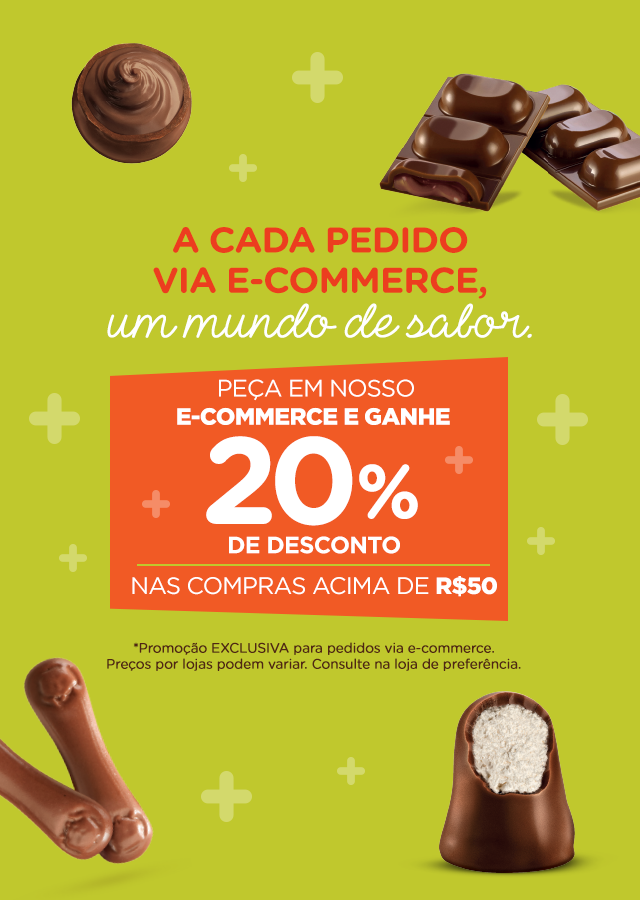 A CADA PEDIDO
VIA E-COMMERCE,
um mundo de sabor.
PEÇA EM NOSSO
E-COMMERCE E GANHE
20%
DE DESCONTO
NAS COMPRAS ACIMA DE R$50
*Promoção EXCLUSIVA para pedidos via e-commerce.
Preços por lojas podem variar. Consulte na loja de preferência.